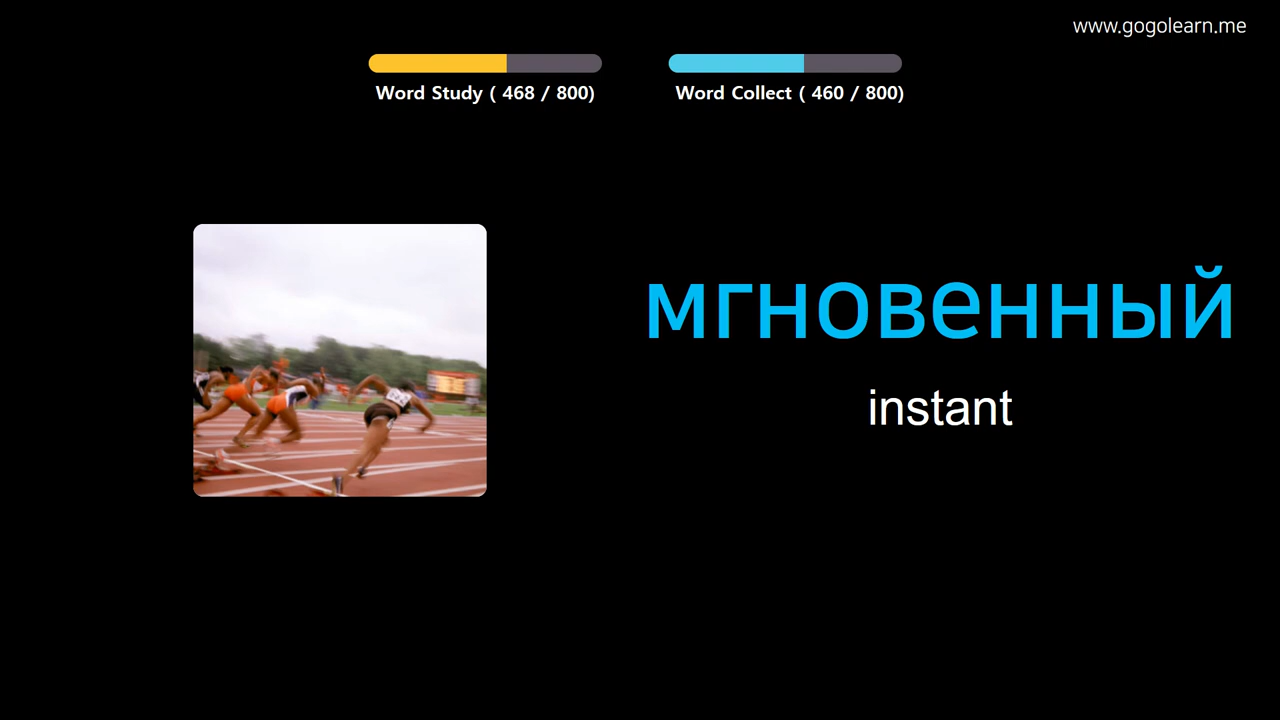 www.gogolearn.me
Word Study ( 468 / 800)
Word Collect ( 460 / 800)
мгновенный
instant